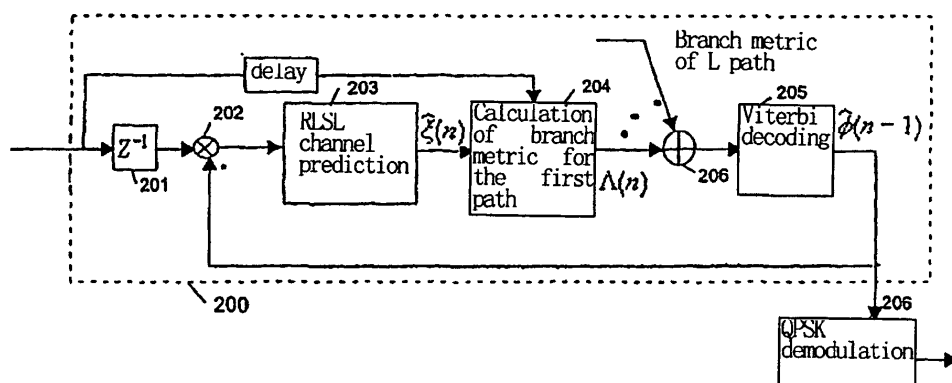 Branch metric
of L path
delay
202
203
RLSL
channel
prediction
204
Calculation
of branch
metric for
the first
path
205
Viterbi
decoding
Z⁻¹
201
ξ̂(n)
Λ(n)
206
φ̂(n−1)
200
206
QPSK
demodulation